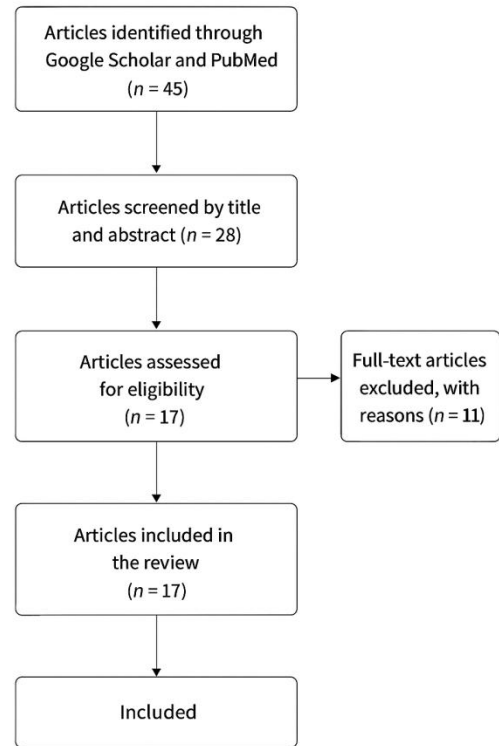 Articles identified through
Google Scholar and PubMed
(n = 45)
Articles screened by title
and abstract (n = 28)
Articles assessed
for eligibility
(n = 17)
Full-text articles
excluded, with
reasons (n = 11)
Articles included in
the review
(n = 17)
Included